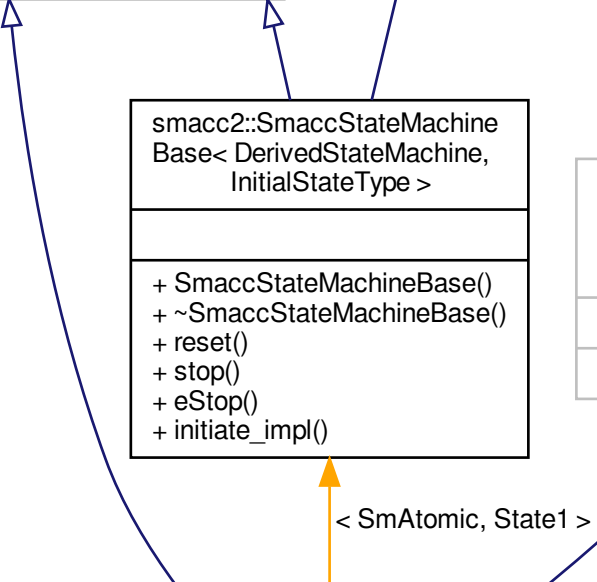 smacc2::SmaccStateMachine
Base< DerivedStateMachine,
InitialStateType >
+ SmaccStateMachineBase()
+ ~SmaccStateMachineBase()
+ reset()
+ stop()
+ eStop()
+ initiate_impl()
< SmAtomic, State1 >